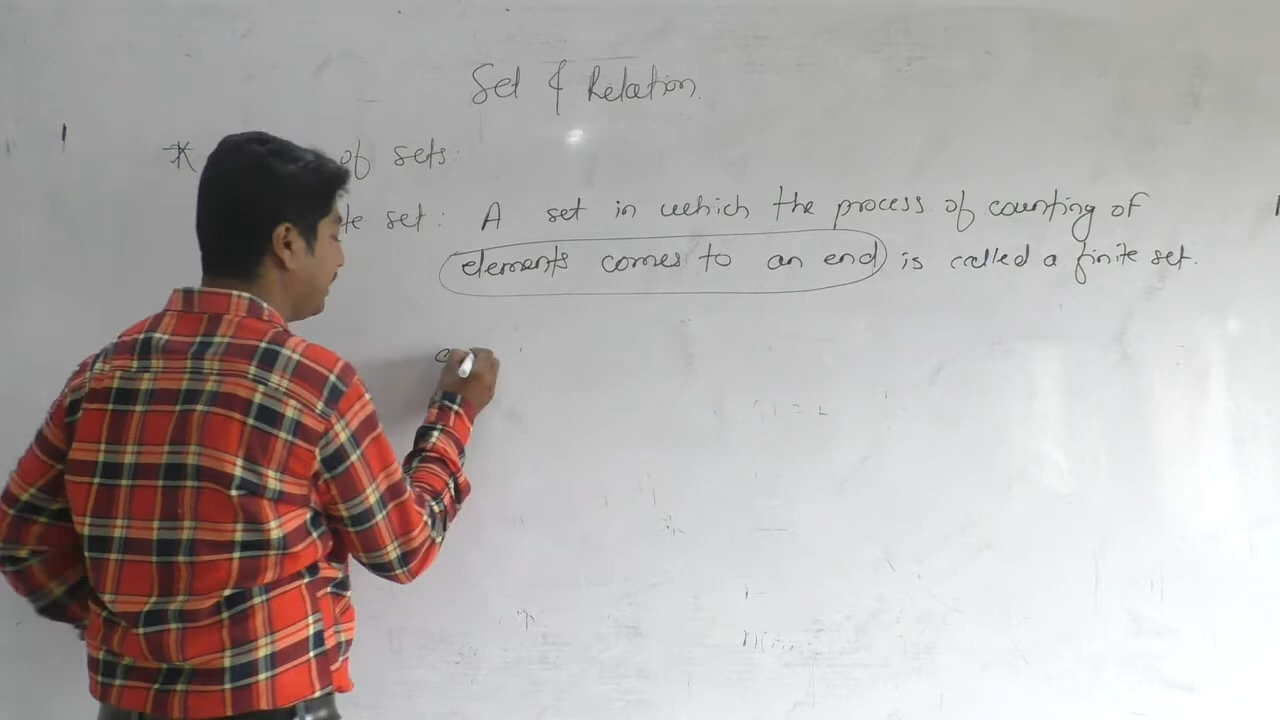 Set & Relation.
* of sets:
te set: A set in which the process of counting of
elements comes to an end is called a finite set.